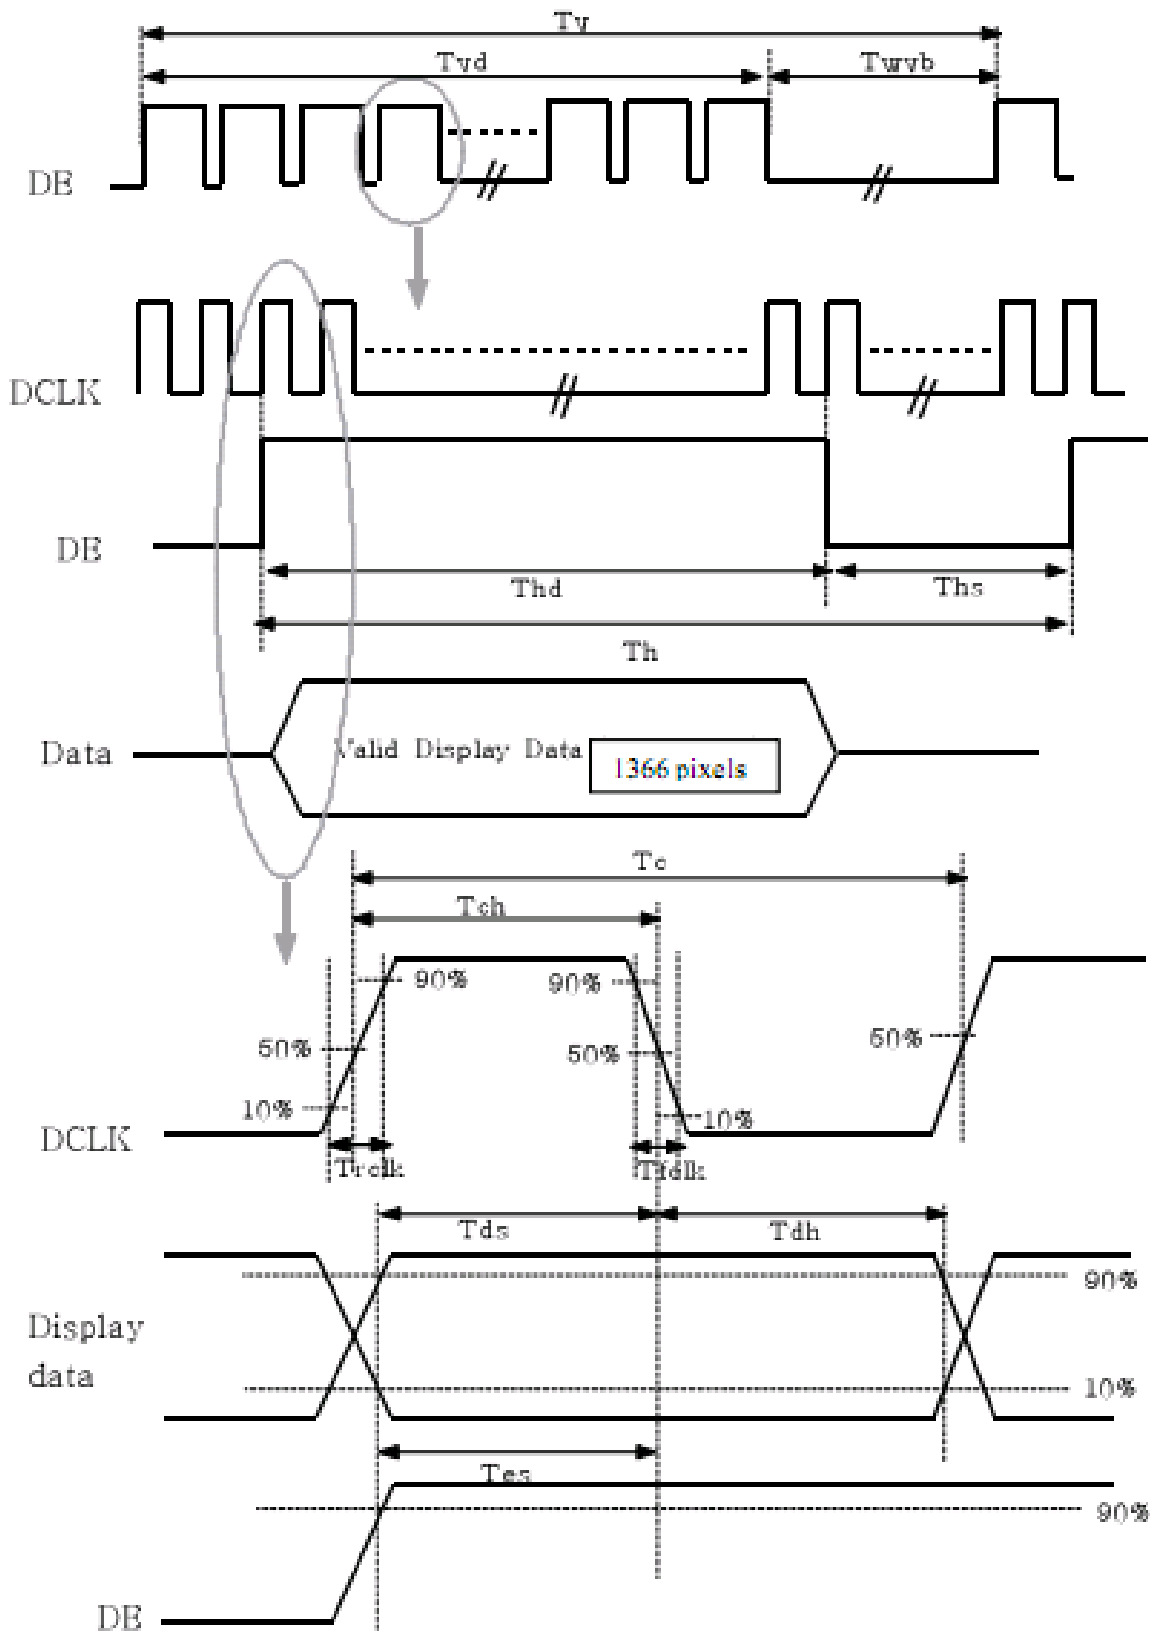 Tv
Tvd
Twvb
DE
DCLK
DE
Thd
Ths
Th
Data
Valid Display Data
1366 pixels
Tc
Tch
90%
90%
50%
50%
50%
10%
10%
DCLK
Trclk
Tfclk
Tds
Tdh
90%
Display
data
10%
Tes
90%
DE